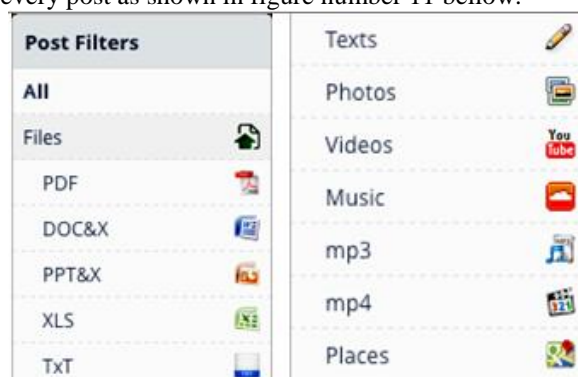 every post as shown in figure number 11 bellow.
Post Filters
All
Files
PDF
DOC&X
PPT&X
XLS
TxT
Texts
Photos
Videos
You
Tube
Music
mp3
mp4
321
Places